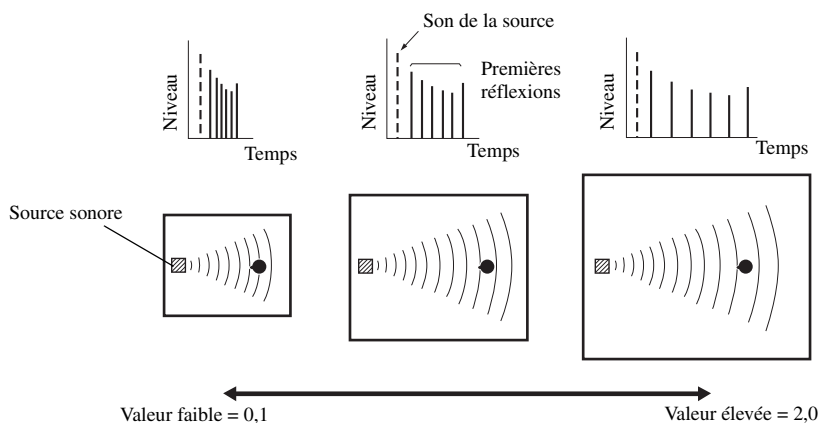 Son de la source
Premières
réflexions
Niveau
Temps
Niveau
Temps
Niveau
Temps
Source sonore
Valeur faible = 0,1
Valeur élevée = 2,0